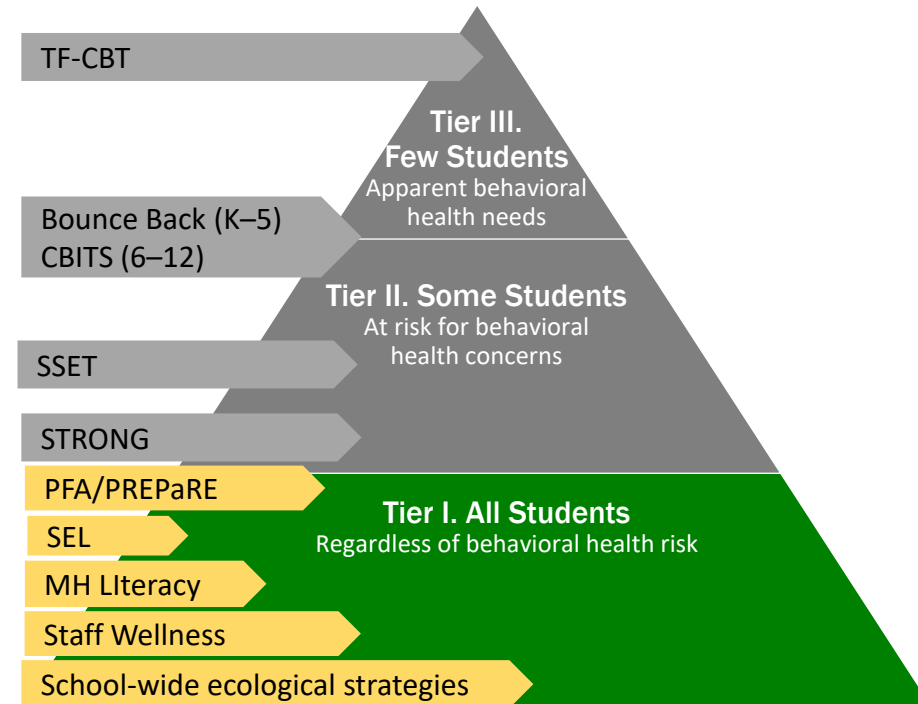 TF-CBT
Tier III.
Few Students
Apparent behavioral
health needs
Bounce Back (K–5)
CBITS (6–12)
Tier II. Some Students
At risk for behavioral
health concerns
SSET
STRONG
PFA/PREPaRE
Tier I. All Students
Regardless of behavioral health risk
SEL
MH LIteracy
Staff Wellness
School-wide ecological strategies